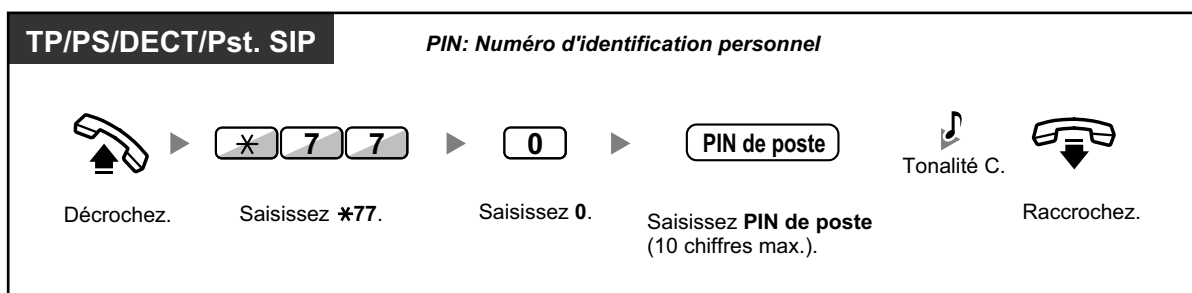 TP/PS/DECT/Pst. SIP
PIN: Numéro d'identification personnel
* 7 7
0
PIN de poste
Tonalité C.
Décrochez.
Saisissez *77.
Saisissez 0.
Saisissez PIN de poste
(10 chiffres max.).
Raccrochez.